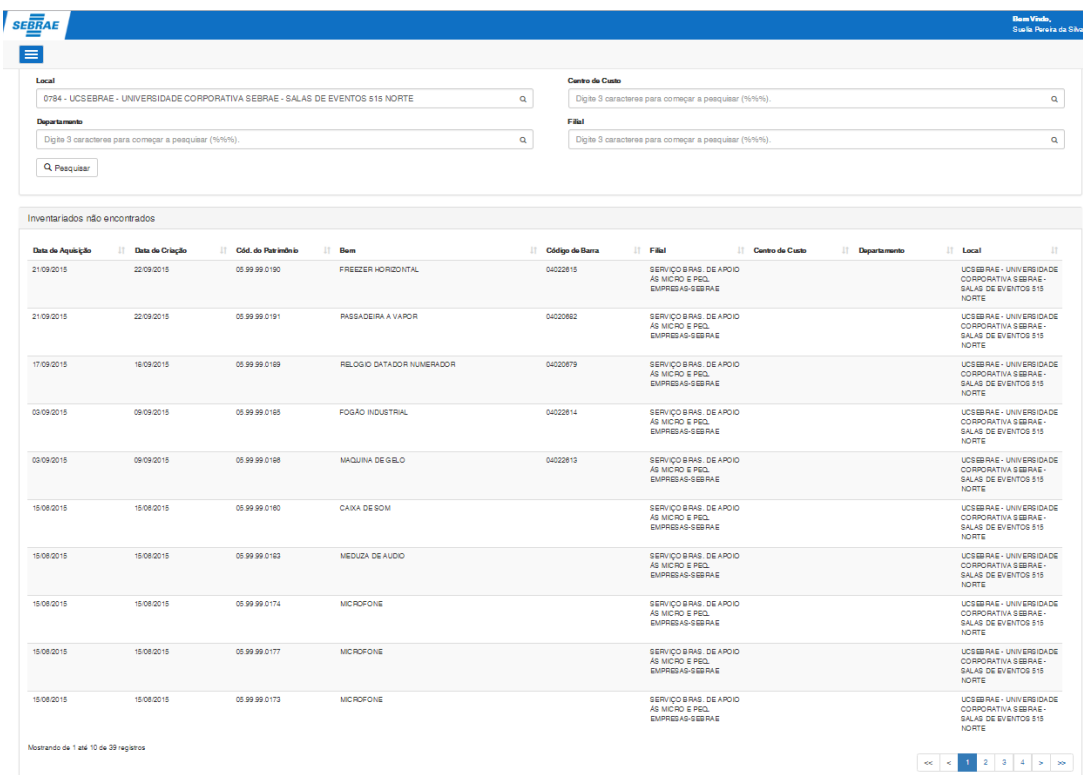 SEBRAE
Bem Vindo,
Suelia Pereira da Silva
Local
Centro de Custo
0784 - UCSEBRAE - UNIVERSIDADE CORPORATIVA SEBRAE - SALAS DE EVENTOS 515 NORTE
Digite 3 caracteres para começar a pesquisar (%%%).
Departamento
Filial
Digite 3 caracteres para começar a pesquisar (%%%).
Digite 3 caracteres para começar a pesquisar (%%%).
Pesquisar
Inventariados não encontrados
Data de Aquisição Data de Criação Cód. do Patrimônio Bem Código de Barra Filial Centro de Custo Departamento Local
21/09/2015 22/09/2015 05.99.99.0190 FREEZER HORIZONTAL 04022615 SERVIÇO BRAS. DE APOIO UCSEBRAE - UNIVERSIDADE
ÀS MICRO E PEQ. CORPORATIVA SEBRAE -
EMPRESAS-SEBRAE SALAS DE EVENTOS 515
NORTE
21/09/2015 22/09/2015 05.99.99.0191 PASSADEIRA A VAPOR 04020682 SERVIÇO BRAS. DE APOIO UCSEBRAE - UNIVERSIDADE
ÀS MICRO E PEQ. CORPORATIVA SEBRAE -
EMPRESAS-SEBRAE SALAS DE EVENTOS 515
NORTE
17/09/2015 18/09/2015 05.99.99.0189 RELOGIO DATADOR NUMERADOR 04020679 SERVIÇO BRAS. DE APOIO UCSEBRAE - UNIVERSIDADE
ÀS MICRO E PEQ. CORPORATIVA SEBRAE -
EMPRESAS-SEBRAE SALAS DE EVENTOS 515
NORTE
03/09/2015 09/09/2015 05.99.99.0185 FOGÃO INDUSTRIAL 04022614 SERVIÇO BRAS. DE APOIO UCSEBRAE - UNIVERSIDADE
ÀS MICRO E PEQ. CORPORATIVA SEBRAE -
EMPRESAS-SEBRAE SALAS DE EVENTOS 515
NORTE
03/09/2015 09/09/2015 05.99.99.0198 MAQUINA DE GELO 04022613 SERVIÇO BRAS. DE APOIO UCSEBRAE - UNIVERSIDADE
ÀS MICRO E PEQ. CORPORATIVA SEBRAE -
EMPRESAS-SEBRAE SALAS DE EVENTOS 515
NORTE
15/08/2015 15/08/2015 05.99.99.0160 CAIXA DE SOM SERVIÇO BRAS. DE APOIO UCSEBRAE - UNIVERSIDADE
ÀS MICRO E PEQ. CORPORATIVA SEBRAE -
EMPRESAS-SEBRAE SALAS DE EVENTOS 515
NORTE
15/08/2015 15/08/2015 05.99.99.0183 MEDUZA DE AUDIO SERVIÇO BRAS. DE APOIO UCSEBRAE - UNIVERSIDADE
ÀS MICRO E PEQ. CORPORATIVA SEBRAE -
EMPRESAS-SEBRAE SALAS DE EVENTOS 515
NORTE
15/08/2015 15/08/2015 05.99.99.0174 MICROFONE SERVIÇO BRAS. DE APOIO UCSEBRAE - UNIVERSIDADE
ÀS MICRO E PEQ. CORPORATIVA SEBRAE -
EMPRESAS-SEBRAE SALAS DE EVENTOS 515
NORTE
15/08/2015 15/08/2015 05.99.99.0177 MICROFONE SERVIÇO BRAS. DE APOIO UCSEBRAE - UNIVERSIDADE
ÀS MICRO E PEQ. CORPORATIVA SEBRAE -
EMPRESAS-SEBRAE SALAS DE EVENTOS 515
NORTE
15/08/2015 15/08/2015 05.99.99.0173 MICROFONE SERVIÇO BRAS. DE APOIO UCSEBRAE - UNIVERSIDADE
ÀS MICRO E PEQ. CORPORATIVA SEBRAE -
EMPRESAS-SEBRAE SALAS DE EVENTOS 515
NORTE
Mostrando de 1 até 10 de 39 registros
<< < 1 2 3 4 > >>